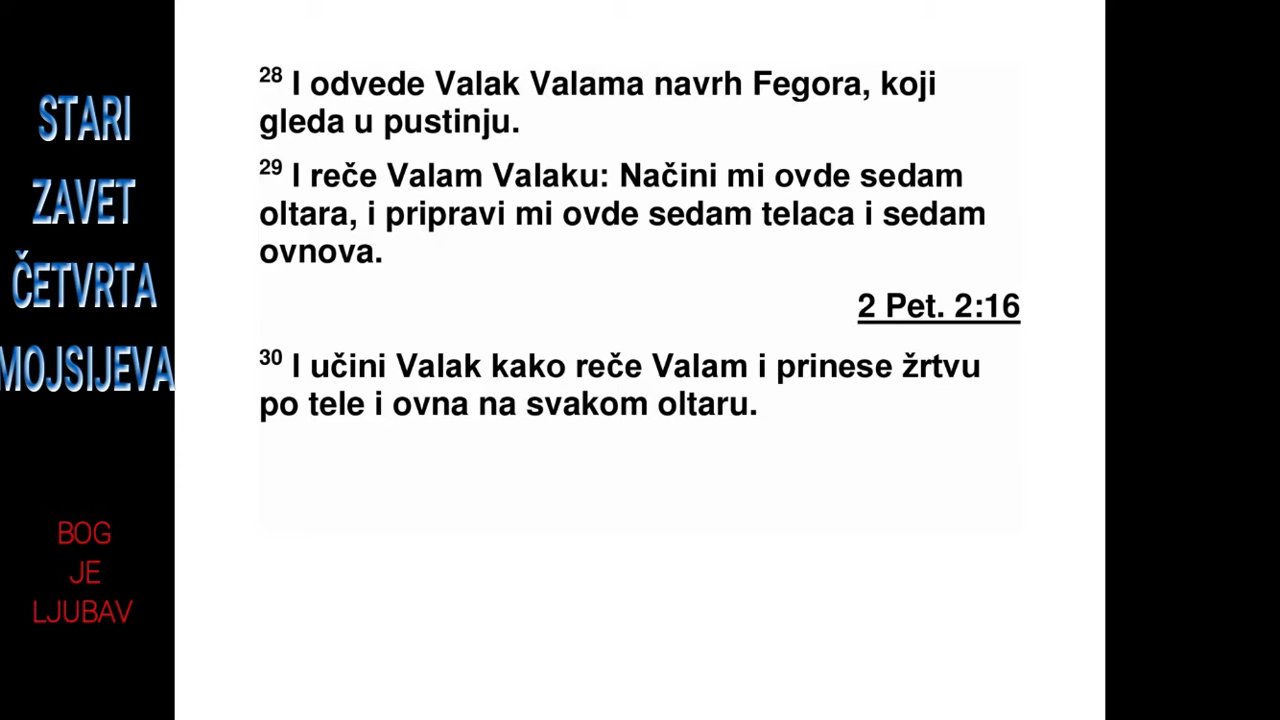 STARI
ZAVET
ČETVRTA
MOJSIJEVA
BOG
JE
LJUBAV
28 I odvede Valak Valama navrh Fegora, koji
gleda u pustinju.
29 I reče Valam Valaku: Načini mi ovde sedam
oltara, i pripravi mi ovde sedam telaca i sedam
ovnova.
2 Pet. 2:16
30 I učini Valak kako reče Valam i prinese žrtvu
po tele i ovna na svakom oltaru.